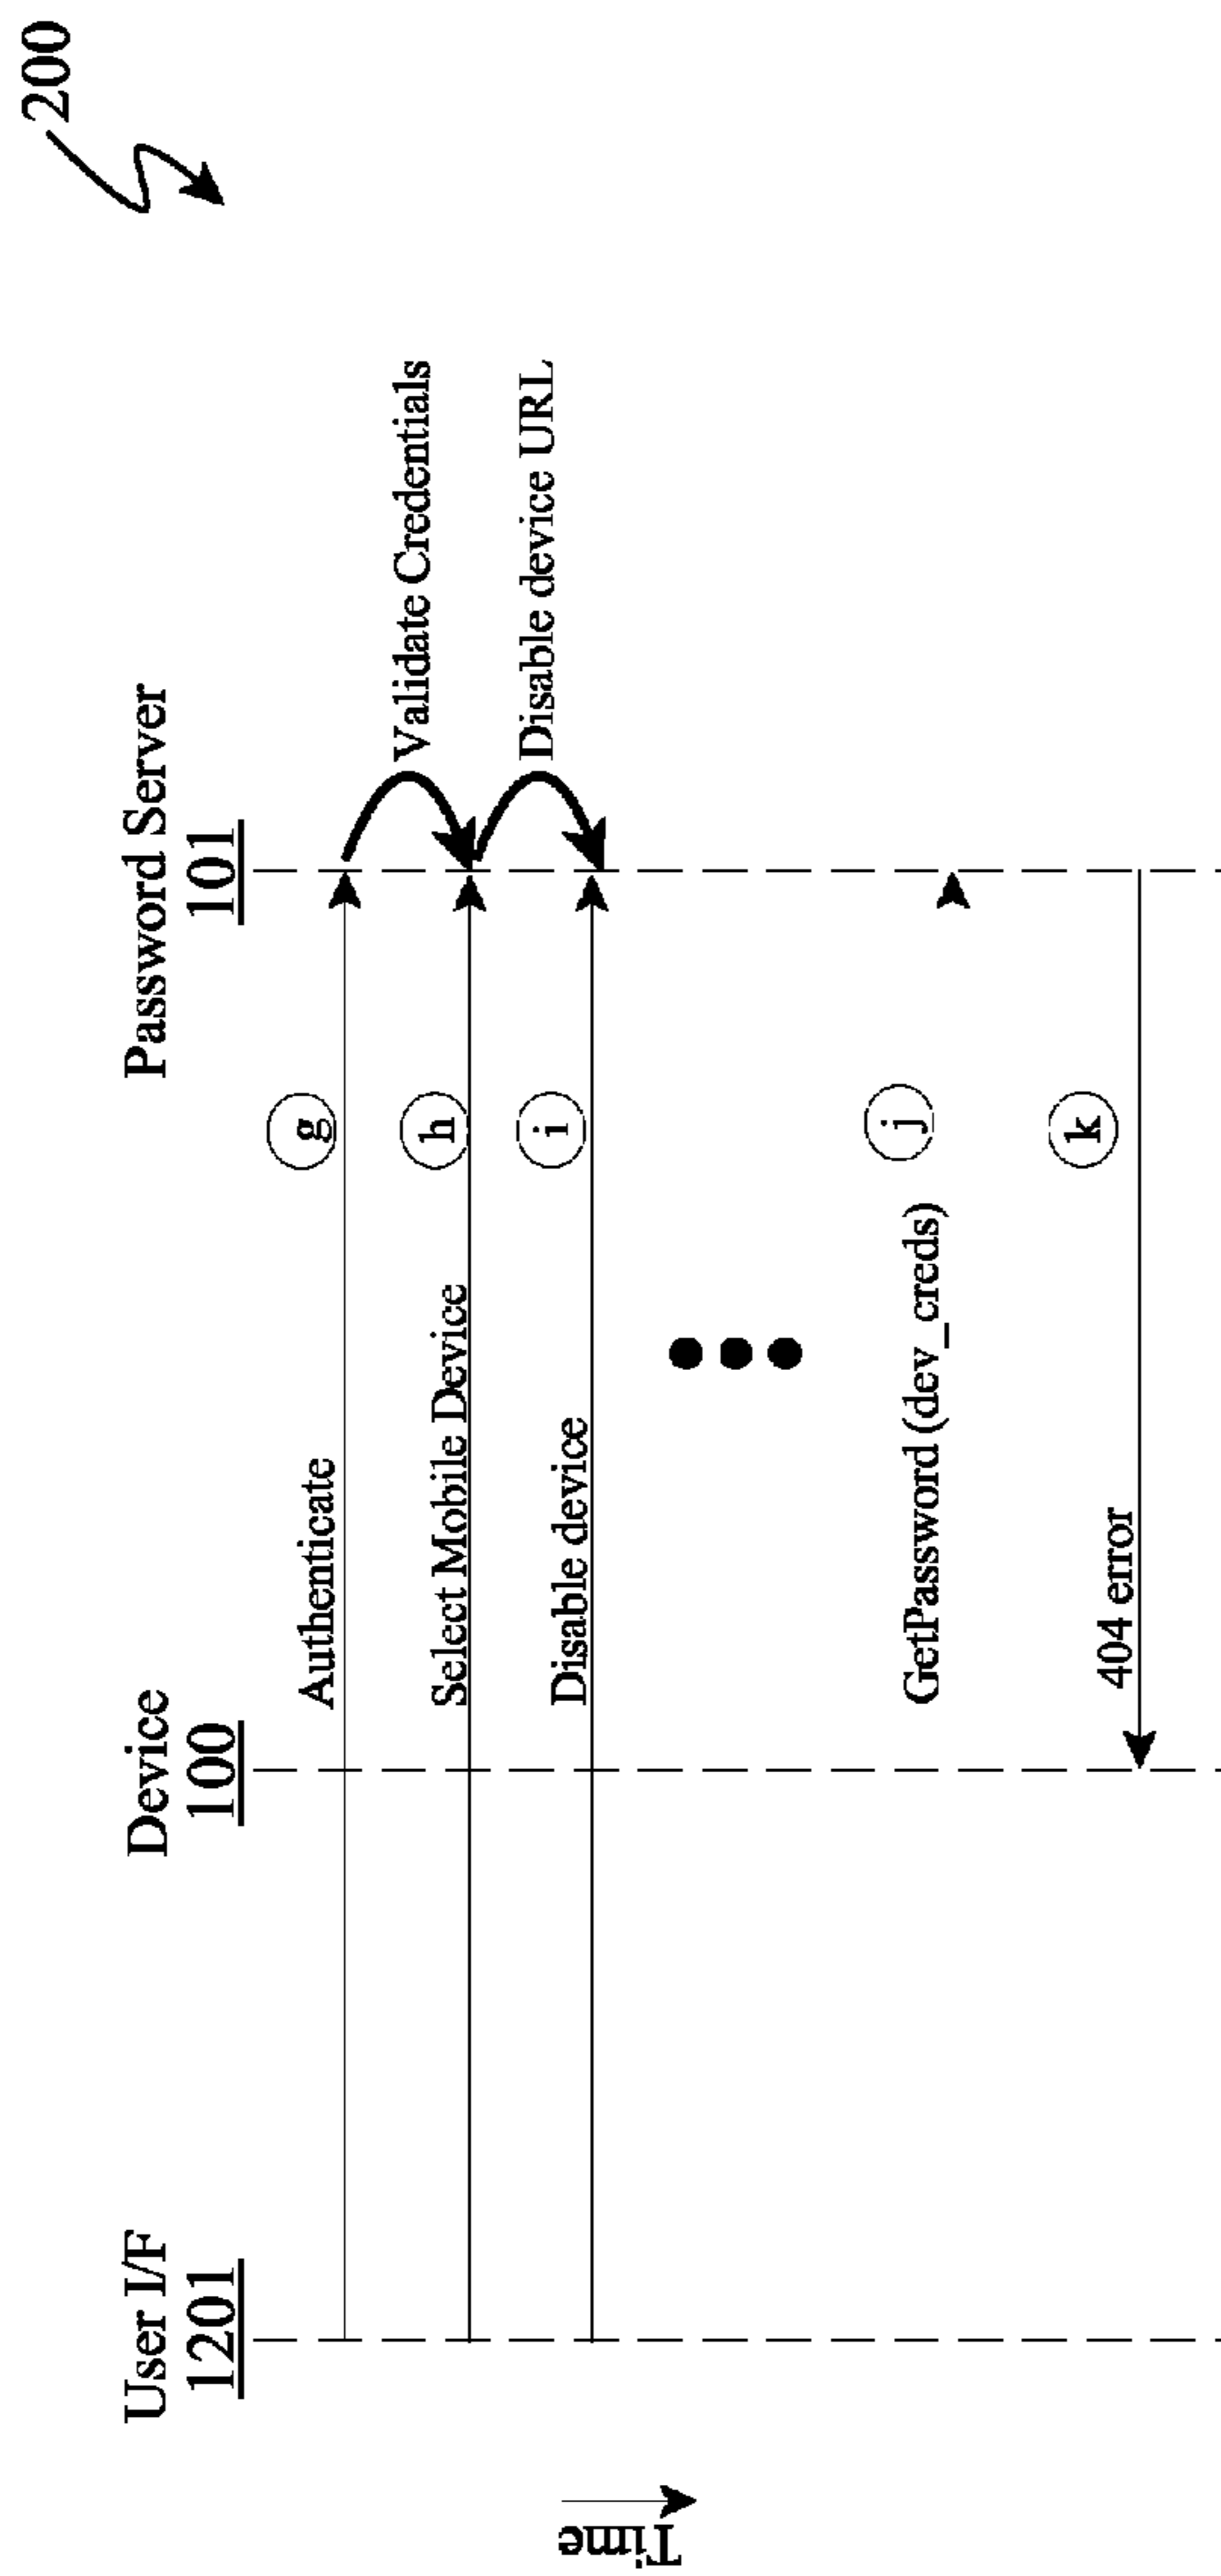 200
User I/F
1201
Device
100
Password Server
101
Time
Authenticate
g
Validate Credentials
Select Mobile Device
h
Disable device URL
Disable device
i
GetPassword (dev_creds)
j
404 error
k